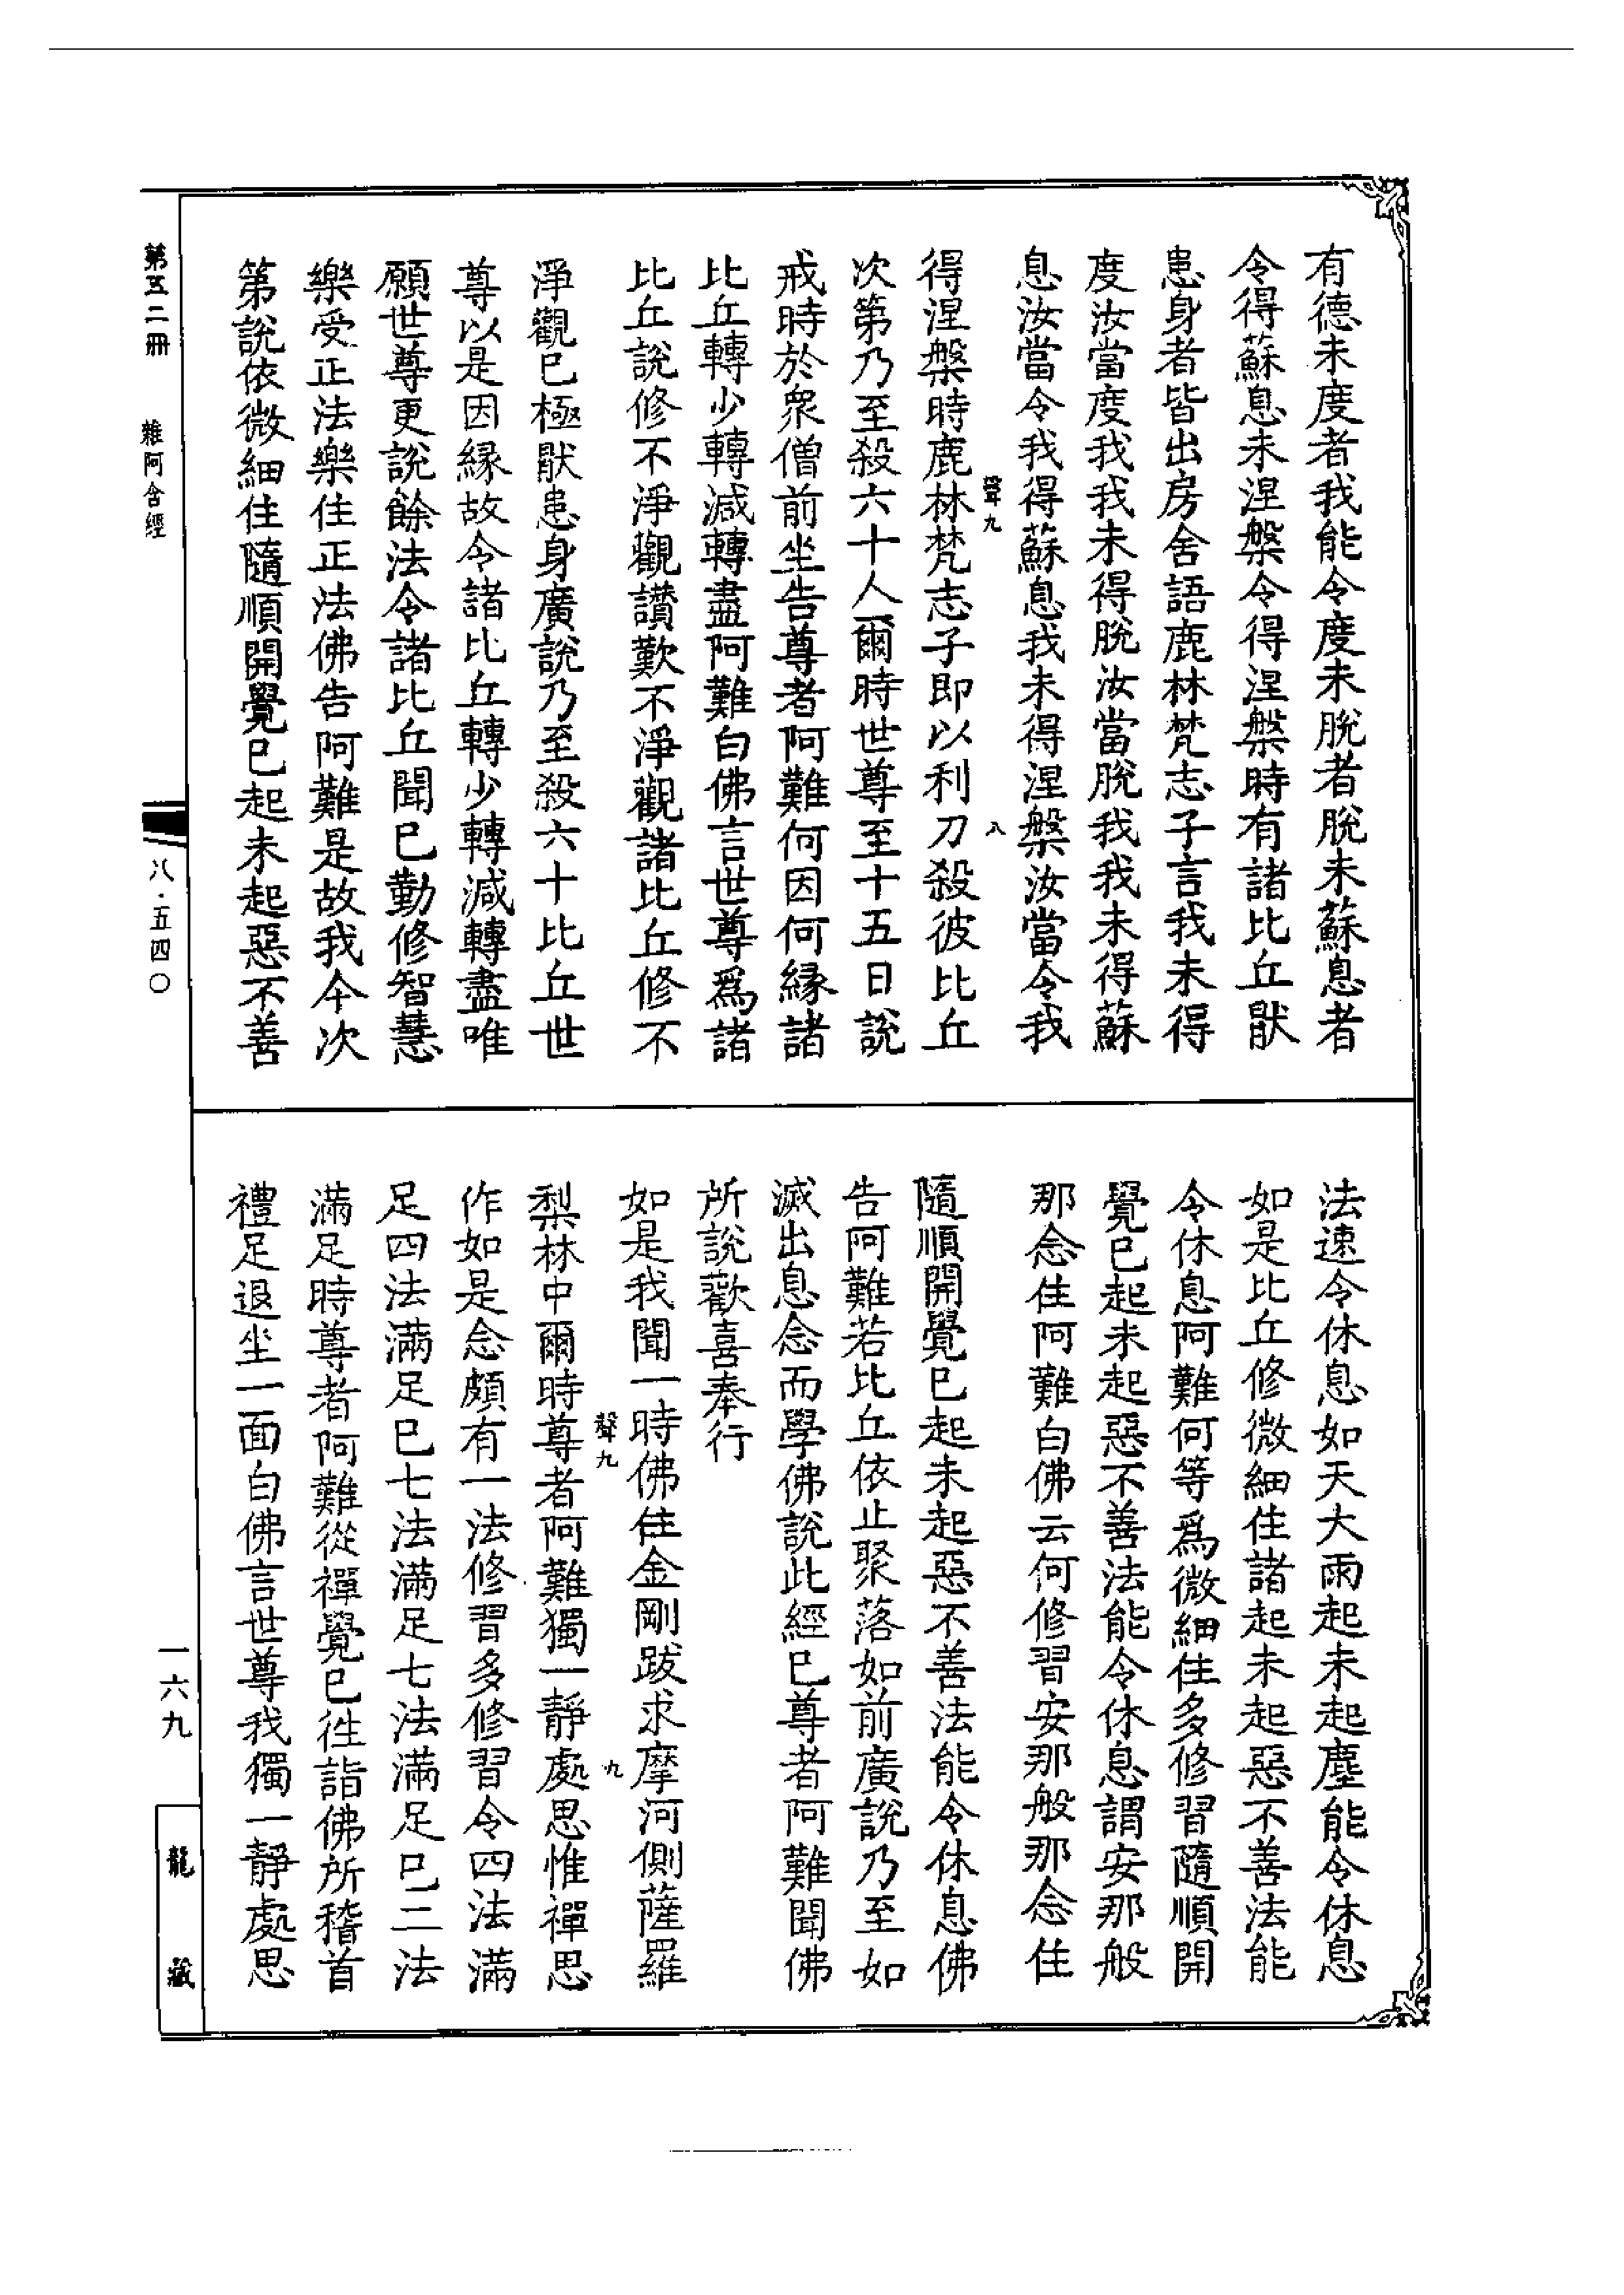 有德未度者我能令度未脫者脫未蘇息者
令得蘇息未涅槃令得涅槃時有諸比丘猒
患身者皆出房舍語鹿林梵志子言我未得
度汝當度我我未得脫汝當脫我我未得蘇
息汝當令我得蘇息我未得涅槃汝當令我
聲九
八
得涅槃時鹿林梵志子即以利刀殺彼比丘
次第乃至殺六十人爾時世尊至十五日說
戒時於衆僧前坐告尊者阿難何因何緣諸
比丘轉少轉減轉盡阿難白佛言世尊爲諸
比丘說修不淨觀讚歎不淨觀諸比丘修不
淨觀已極猒患身廣說乃至殺六十比丘世
尊以是因緣故令諸比丘轉少轉減轉盡唯
願世尊更說餘法令諸比丘聞已勤修智慧
樂受正法樂住正法佛告阿難是故我今次
第說依微細住隨順開覺已起未起惡不善
法速令休息如天大雨起未起塵能令休息
如是比丘修微細住諸起未起惡不善法能
令休息阿難何等爲微細住多修習隨順開
覺已起未起惡不善法能令休息謂安那般
那念住阿難白佛云何修習安那般那念住
隨順開覺已起未起惡不善法能令休息佛
告阿難若比丘依止聚落如前廣說乃至如
滅出息念而學佛說此經已尊者阿難聞佛
所說歡喜奉行
如是我聞一時佛住金剛跋求摩河側薩羅
聲九
九
梨林中爾時尊者阿難獨一靜處思惟禪思
作如是念頗有一法修習多修習令四法滿
足四法滿足已七法滿足七法滿足已二法
滿足時尊者阿難從禪覺已徃詣佛所稽首
禮足退坐一面白佛言世尊我獨一靜處思
第五二冊 雜阿含經
八·五四〇
一六九
龍藏